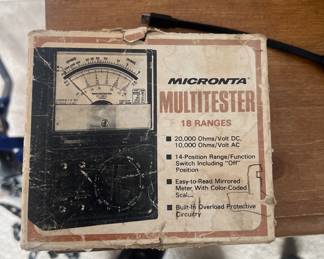 MICRONTA
MULTITESTER
18 RANGES
20,000 Ohms/Volt DC,
10,000 Ohms/Volt AC
14-Position Range/Function
Switch Including "Off"
Position
Easy-to-Read Mirrored
Meter With Color-Coded
Built-In Overload Protective
Circuitry